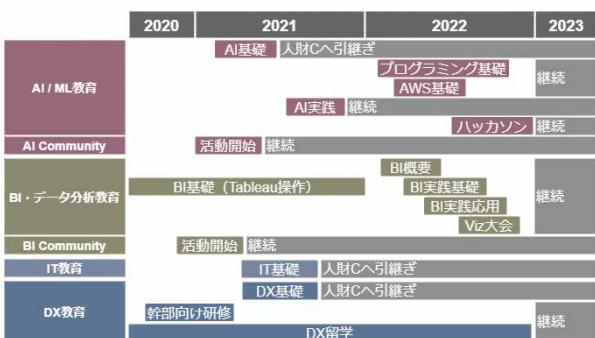 2020 2021 2022 2023
AI基礎 人財Cへ引継ぎ
プログラミング基礎
AI / ML教育 AWS基礎 継続
AI実践 継続
ハッカソン 継続
AI Community 活動開始 継続
BI概要
BI・データ分析教育 BI基礎（Tableau操作） BI実践基礎 継続
BI実践応用
Viz大会
BI Community 活動開始 継続
IT教育 IT基礎 人財Cへ引継ぎ
DX基礎 人財Cへ引継ぎ
DX教育 幹部向け研修 継続
DX留学